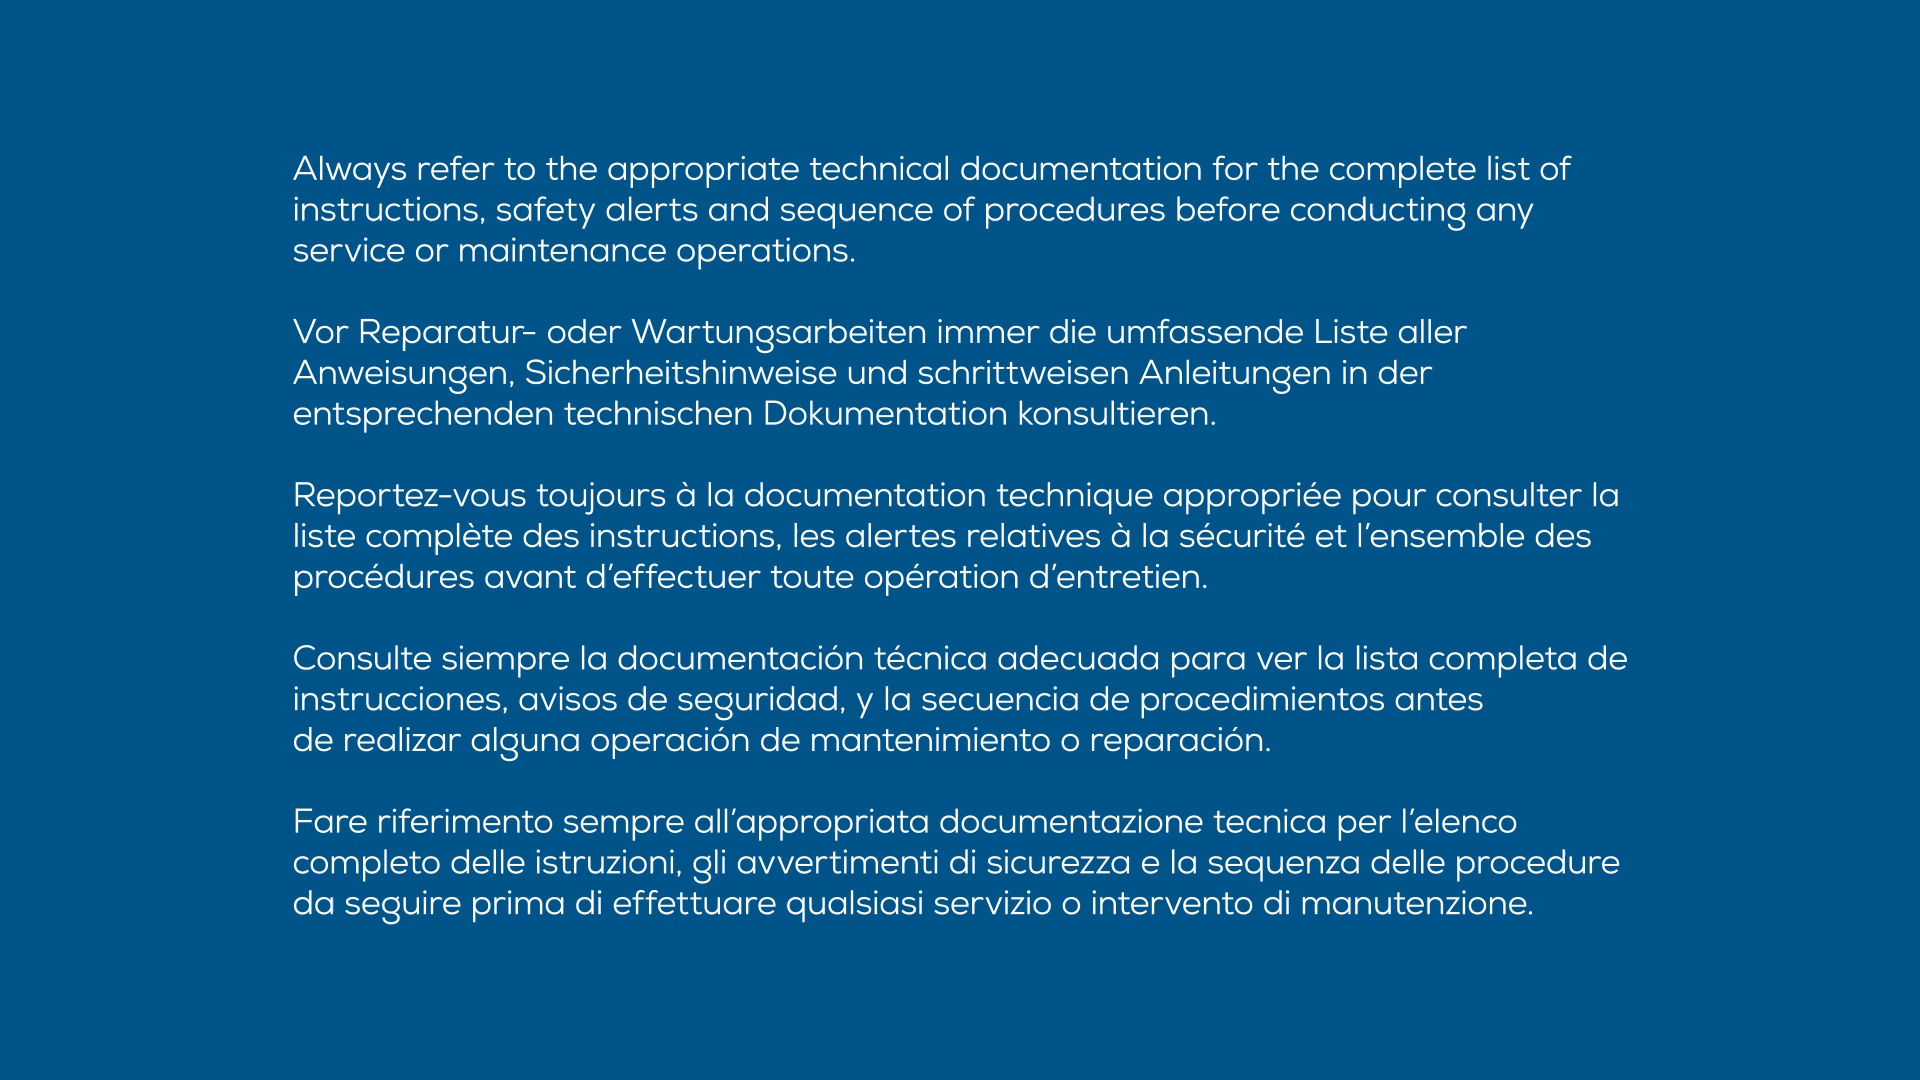 Always refer to the appropriate technical documentation for the complete list of
instructions, safety alerts and sequence of procedures before conducting any
service or maintenance operations.
Vor Reparatur- oder Wartungsarbeiten immer die umfassende Liste aller
Anweisungen, Sicherheitshinweise und schrittweisen Anleitungen in der
entsprechenden technischen Dokumentation konsultieren.
Reportez-vous toujours à la documentation technique appropriée pour consulter la
liste complète des instructions, les alertes relatives à la sécurité et l’ensemble des
procédures avant d’effectuer toute opération d’entretien.
Consulte siempre la documentación técnica adecuada para ver la lista completa de
instrucciones, avisos de seguridad, y la secuencia de procedimientos antes
de realizar alguna operación de mantenimiento o reparación.
Fare riferimento sempre all’appropriata documentazione tecnica per l’elenco
completo delle istruzioni, gli avvertimenti di sicurezza e la sequenza delle procedure
da seguire prima di effettuare qualsiasi servizio o intervento di manutenzione.